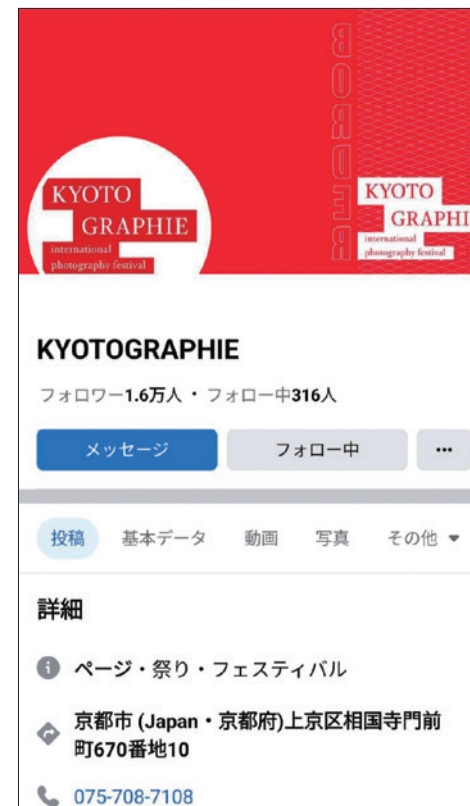 BORDER
KYOTO
GRAPHIE
international
photography festival
KYOTO
GRAPHI
international
photography festival
KYOTOGRAPHIE
フォロワー1.6万人・フォロー中316人
メッセージ
フォロー中
...
投稿
基本データ
動画
写真
その他
詳細
ページ・祭り・フェスティバル
京都市 (Japan・京都府)上京区相国寺門前
町670番地10
075-708-7108